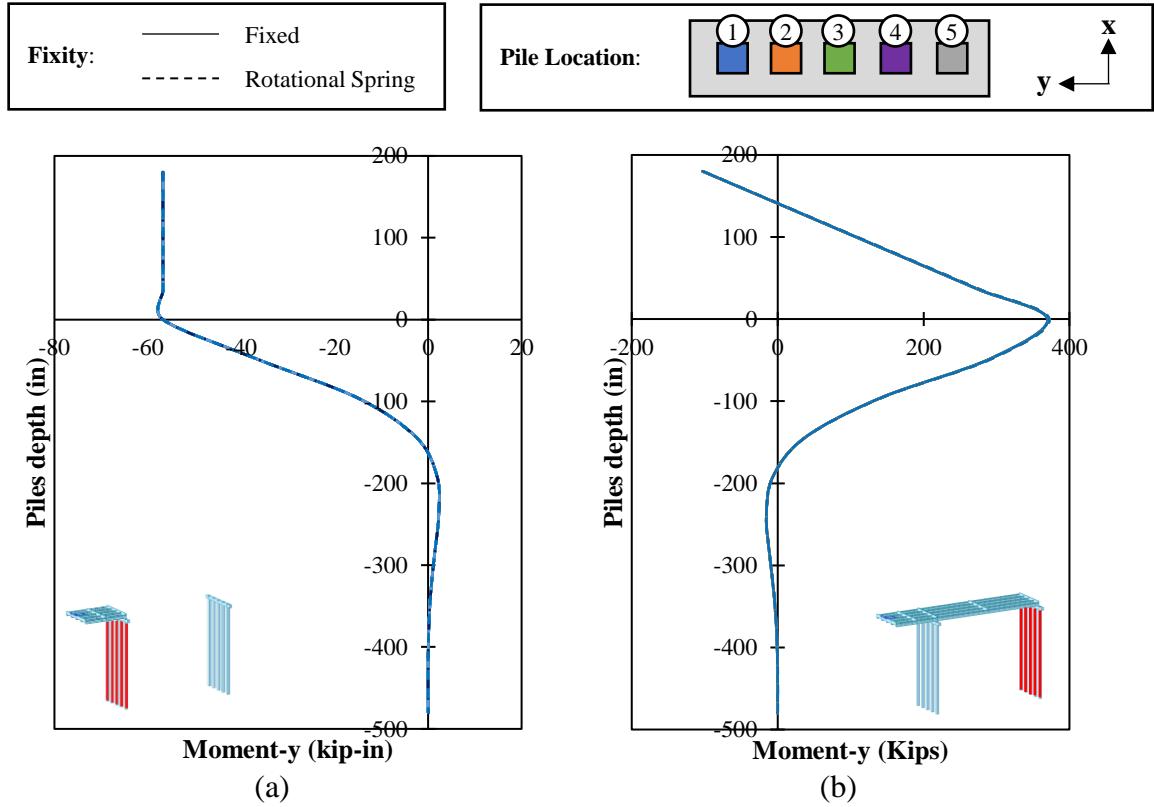 Fixity:
Fixed
Rotational Spring
Pile Location:
1 2 3 4 5
x
y
200
100
0
-100
-200
-300
-400
-500
-80 -60 -40 -20 0 20
Piles depth (in)
Moment-y (kip-in)
(a)
200
100
0
-100
-200
-300
-400
-500
-200 0 200 400
Piles depth (in)
Moment-y (Kips)
(b)